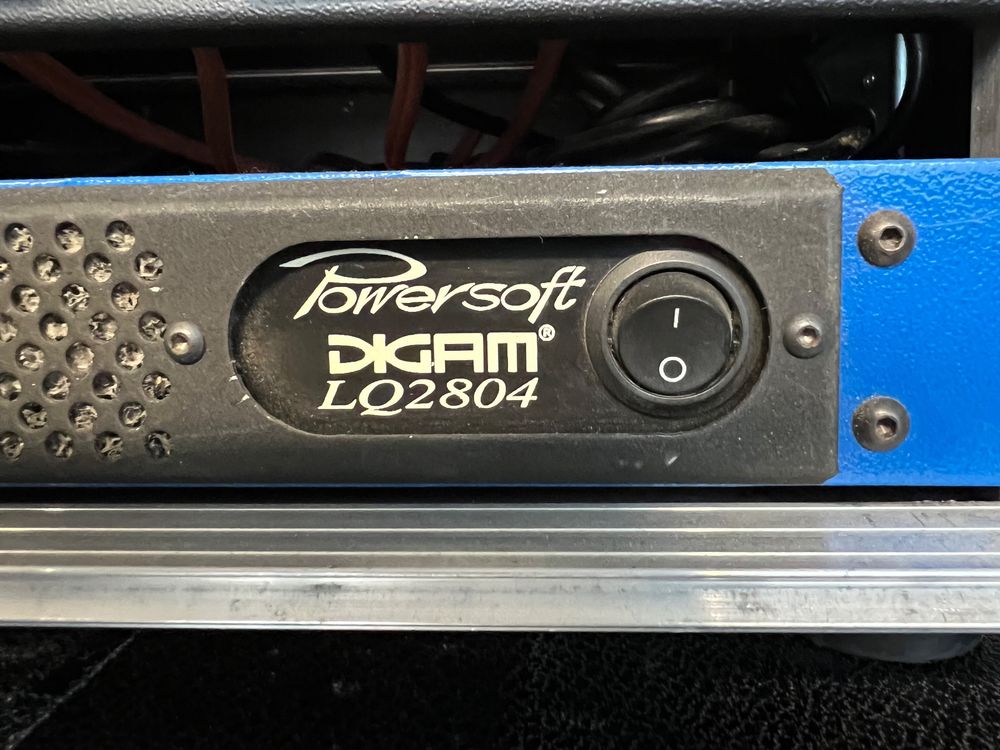 Powersoft
DIGAM®
LQ2804
I
O